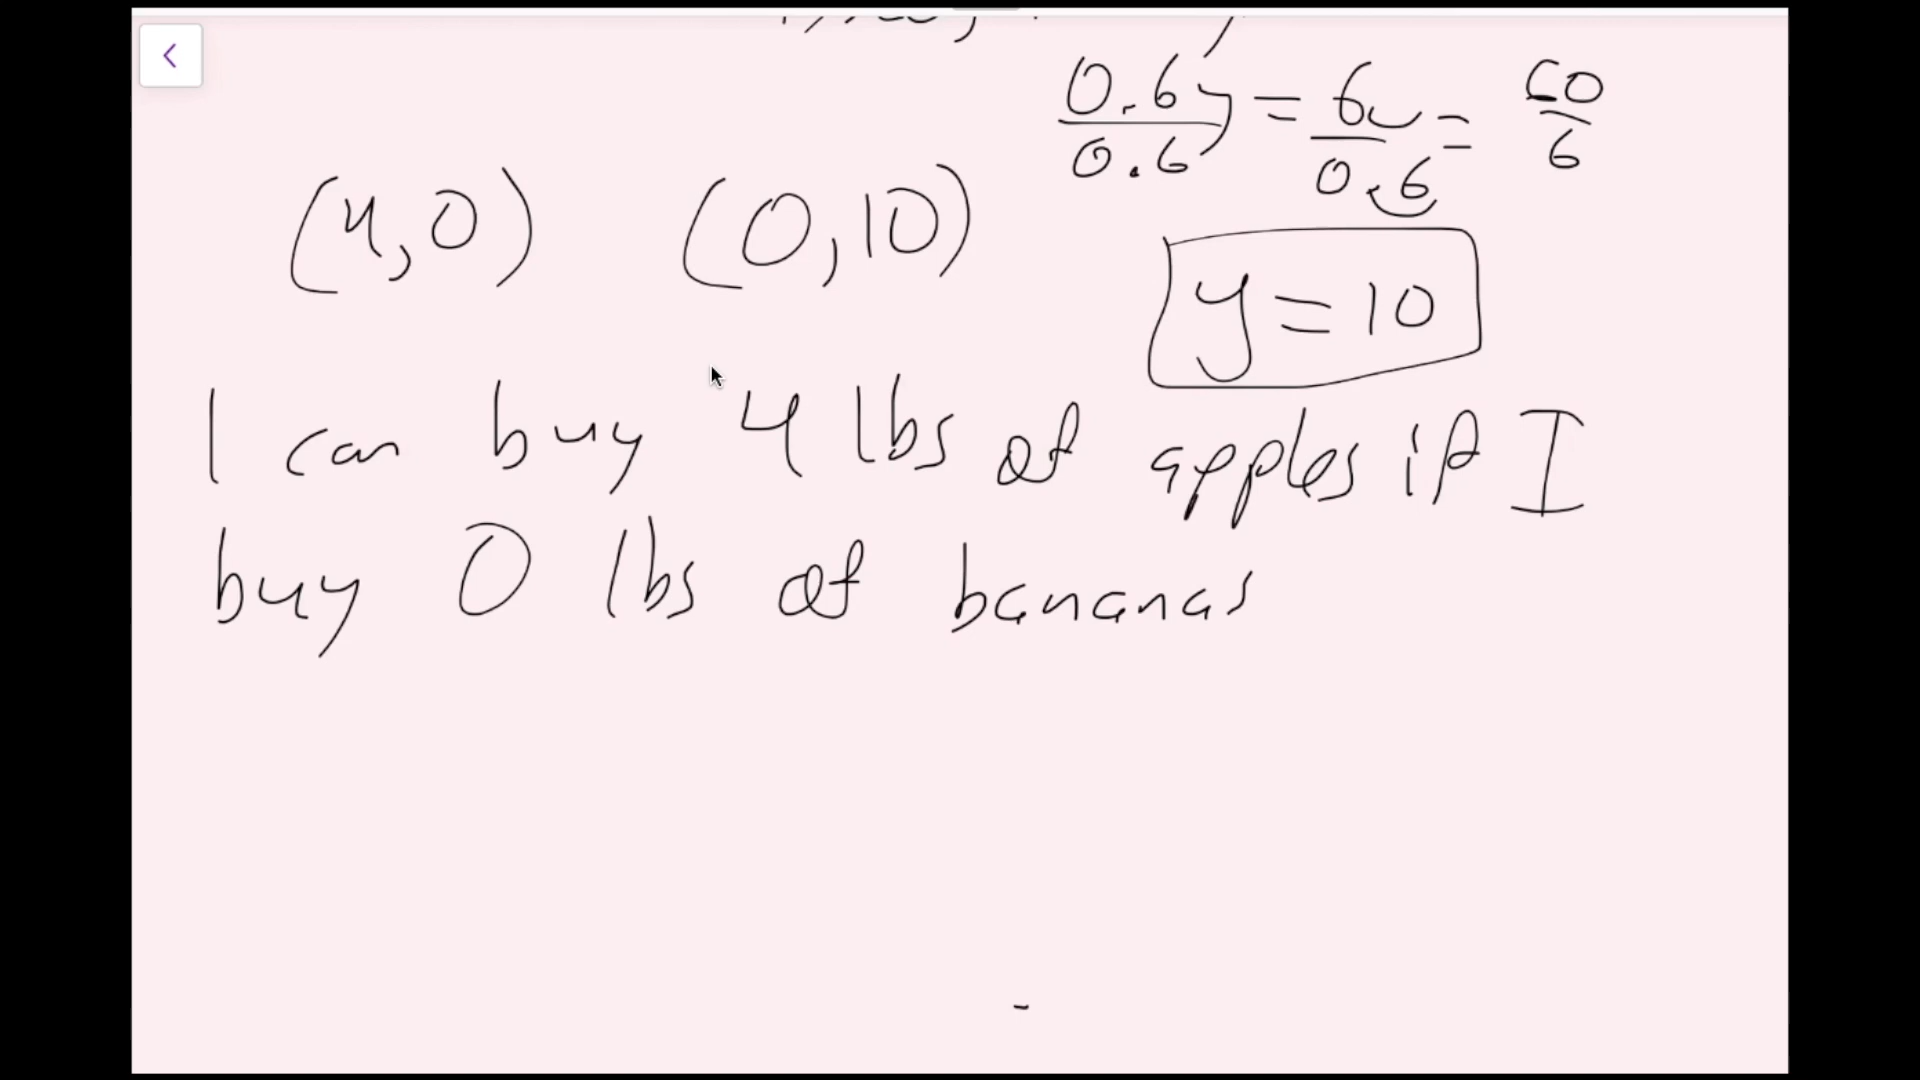 0.6y/0.6 = 6/0.6 = 60/6
(4,0) (0,10)
y = 10
I can buy 4 lbs of apples if I
buy 0 lbs of bananas